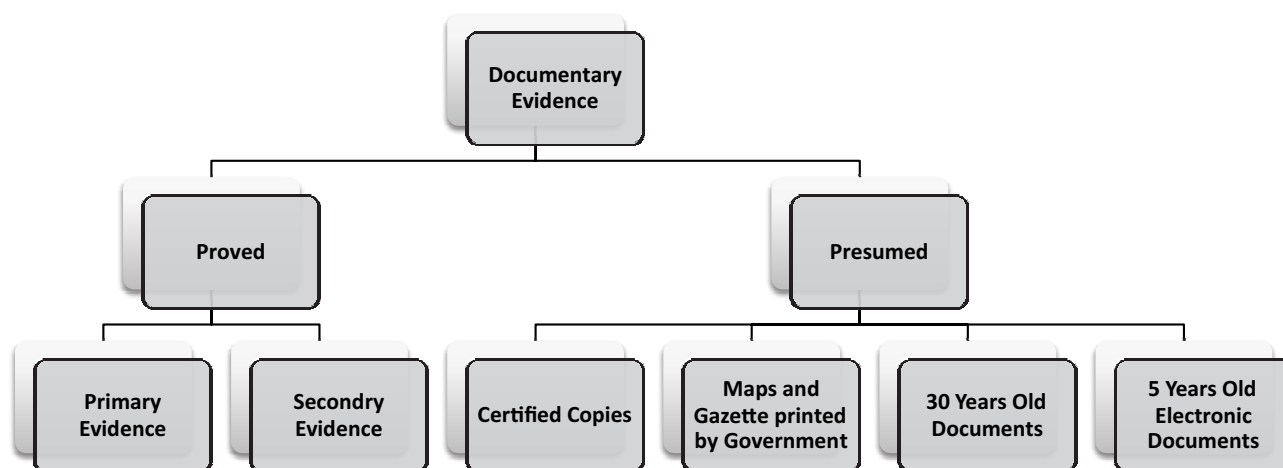 Documentary
Evidence
Proved
Presumed
Primary
Evidence
Secondry
Evidence
Certified Copies
Maps and
Gazette printed
by Government
30 Years Old
Documents
5 Years Old
Electronic
Documents